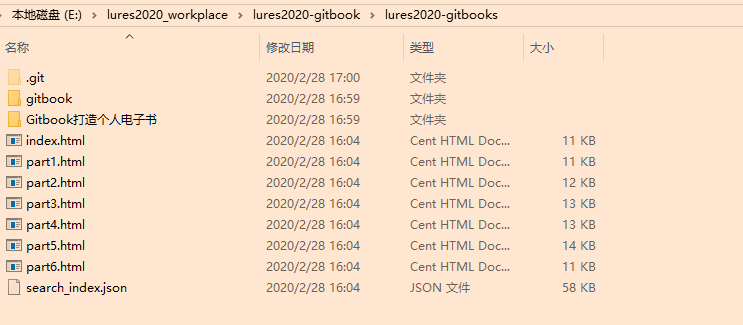 本地磁盘 (E:) > lures2020_workplace > lures2020-gitbook > lures2020-gitbooks
名称 修改日期 类型 大小
.git 2020/2/28 17:00 文件夹
gitbook 2020/2/28 16:59 文件夹
Gitbook打造个人电子书 2020/2/28 16:59 文件夹
index.html 2020/2/28 16:04 Cent HTML Doc... 11 KB
part1.html 2020/2/28 16:04 Cent HTML Doc... 11 KB
part2.html 2020/2/28 16:04 Cent HTML Doc... 12 KB
part3.html 2020/2/28 16:04 Cent HTML Doc... 13 KB
part4.html 2020/2/28 16:04 Cent HTML Doc... 13 KB
part5.html 2020/2/28 16:04 Cent HTML Doc... 14 KB
part6.html 2020/2/28 16:04 Cent HTML Doc... 11 KB
search_index.json 2020/2/28 16:04 JSON 文件 58 KB